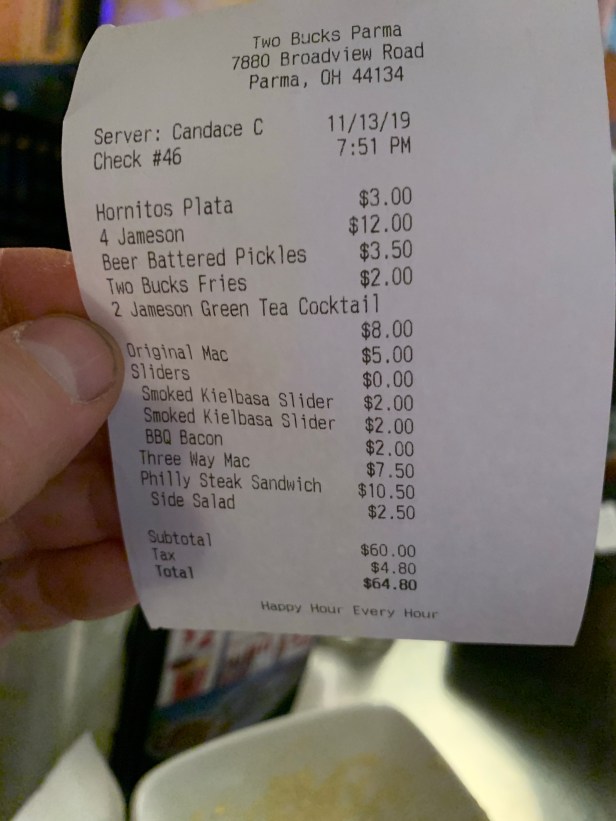 Two Bucks Parma
7880 Broadview Road
Parma, OH 44134
Server: Candace C 11/13/19
Check #46 7:51 PM
Hornitos Plata $3.00
4 Jameson $12.00
Beer Battered Pickles $3.50
Two Bucks Fries $2.00
2 Jameson Green Tea Cocktail
$8.00
Original Mac $5.00
Sliders $0.00
Smoked Kielbasa Slider $2.00
Smoked Kielbasa Slider $2.00
BBQ Bacon $2.00
Three Way Mac $7.50
Philly Steak Sandwich $10.50
Side Salad $2.50
Subtotal $60.00
Tax $4.80
Total $64.80
Happy Hour Every Hour